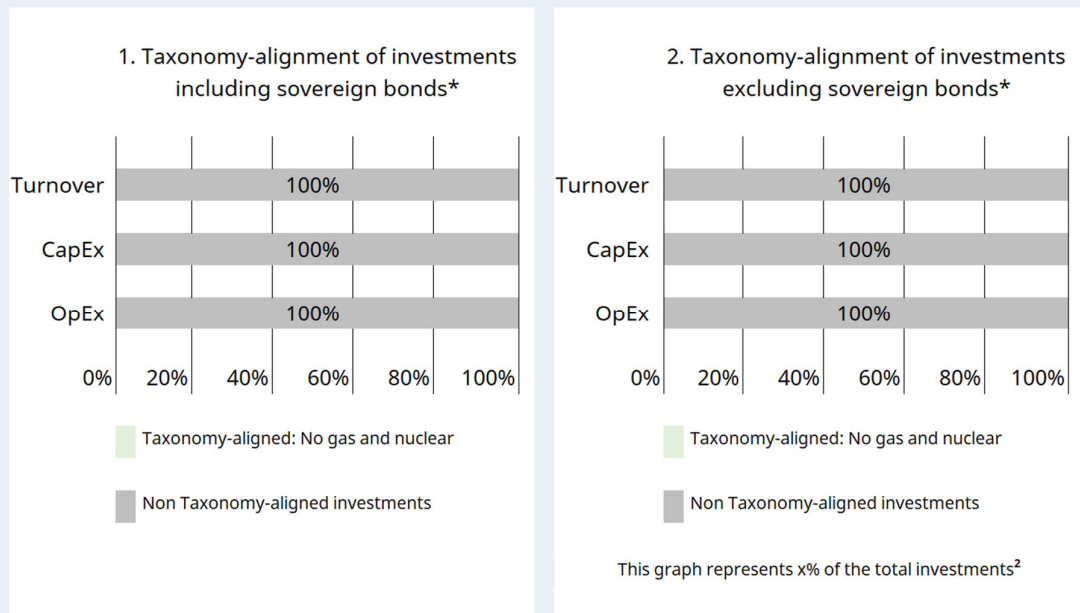 1. Taxonomy-alignment of investments
including sovereign bonds*
Turnover 100%
CapEx 100%
OpEx 100%
0% 20% 40% 60% 80% 100%
Taxonomy-aligned: No gas and nuclear
Non Taxonomy-aligned investments
2. Taxonomy-alignment of investments
excluding sovereign bonds*
Turnover 100%
CapEx 100%
OpEx 100%
0% 20% 40% 60% 80% 100%
Taxonomy-aligned: No gas and nuclear
Non Taxonomy-aligned investments
This graph represents x% of the total investments²